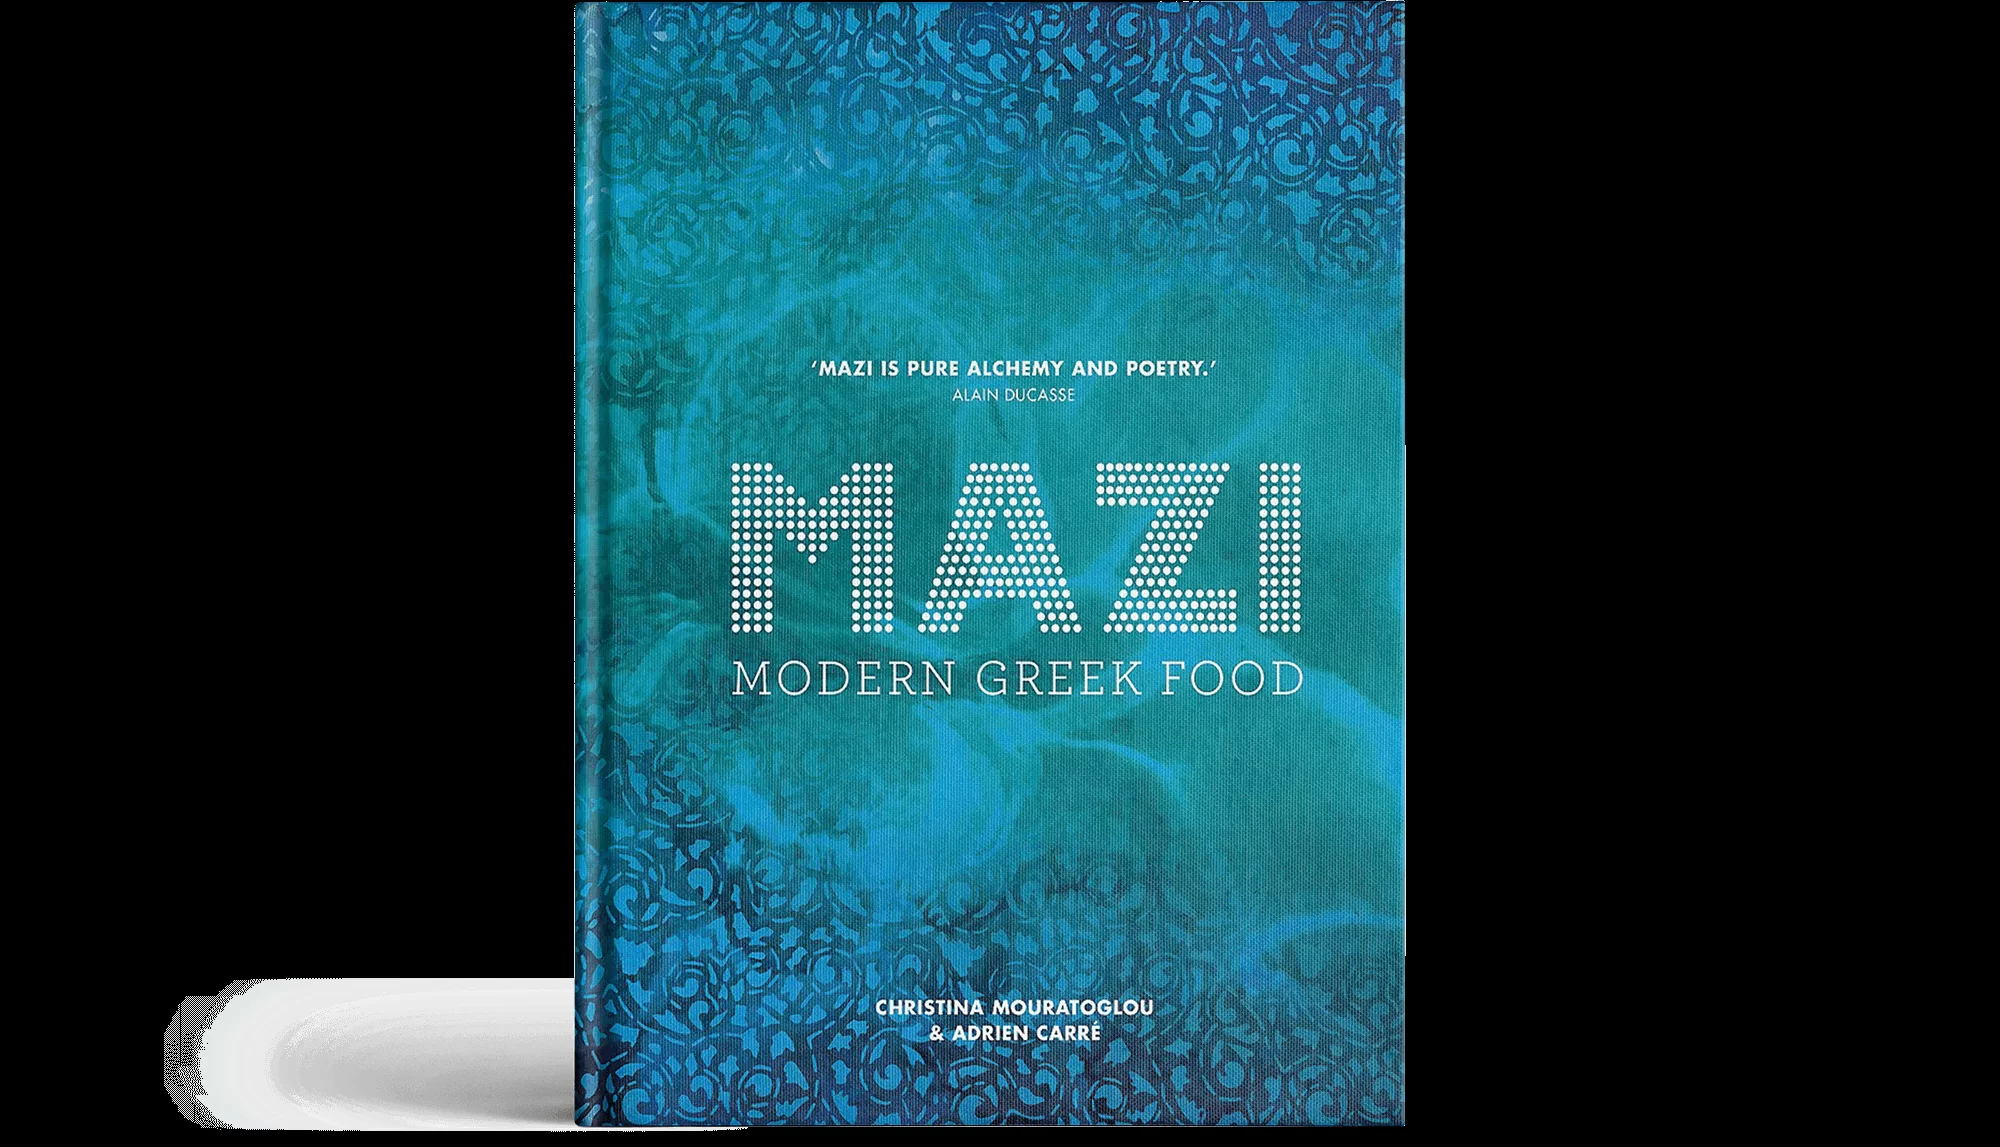 ‘MAZI IS PURE ALCHEMY AND POETRY.’
ALAIN DUCASSE
MAZI
MODERN GREEK FOOD
CHRISTINA MOURATOGLOU
& ADRIEN CARRÉ